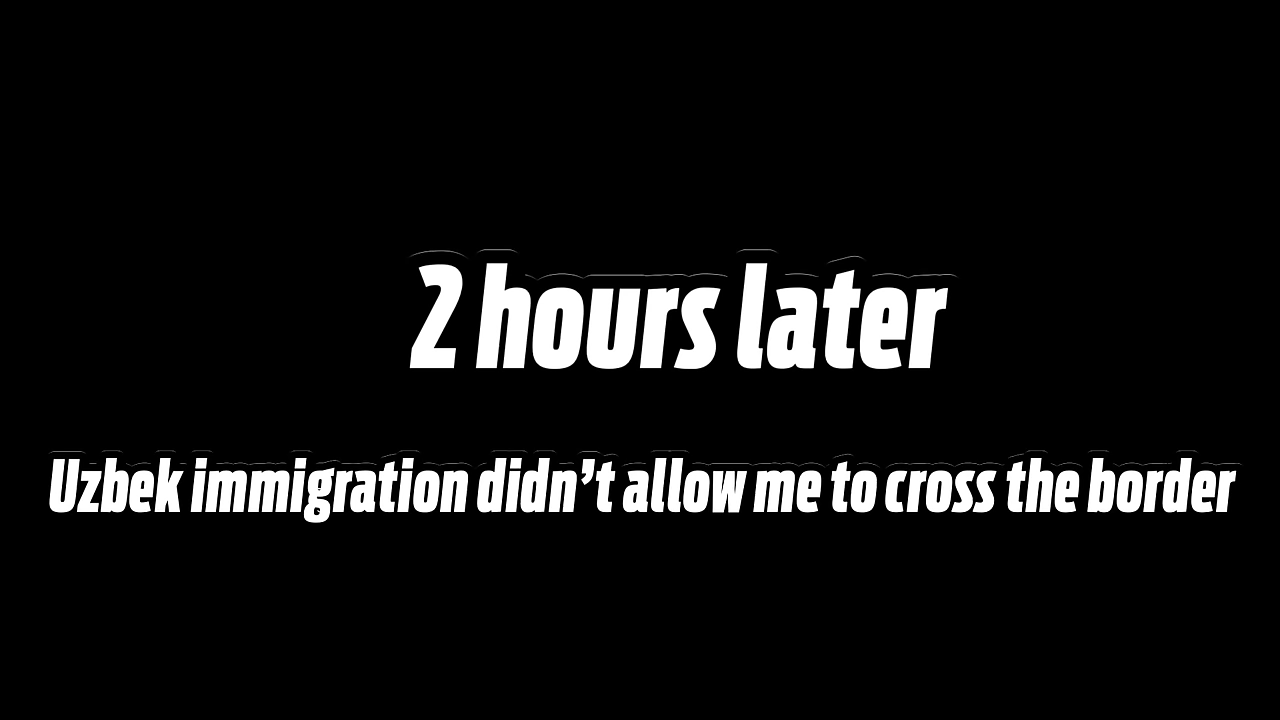 2 hours later
Uzbek immigration didn’t allow me to cross the border